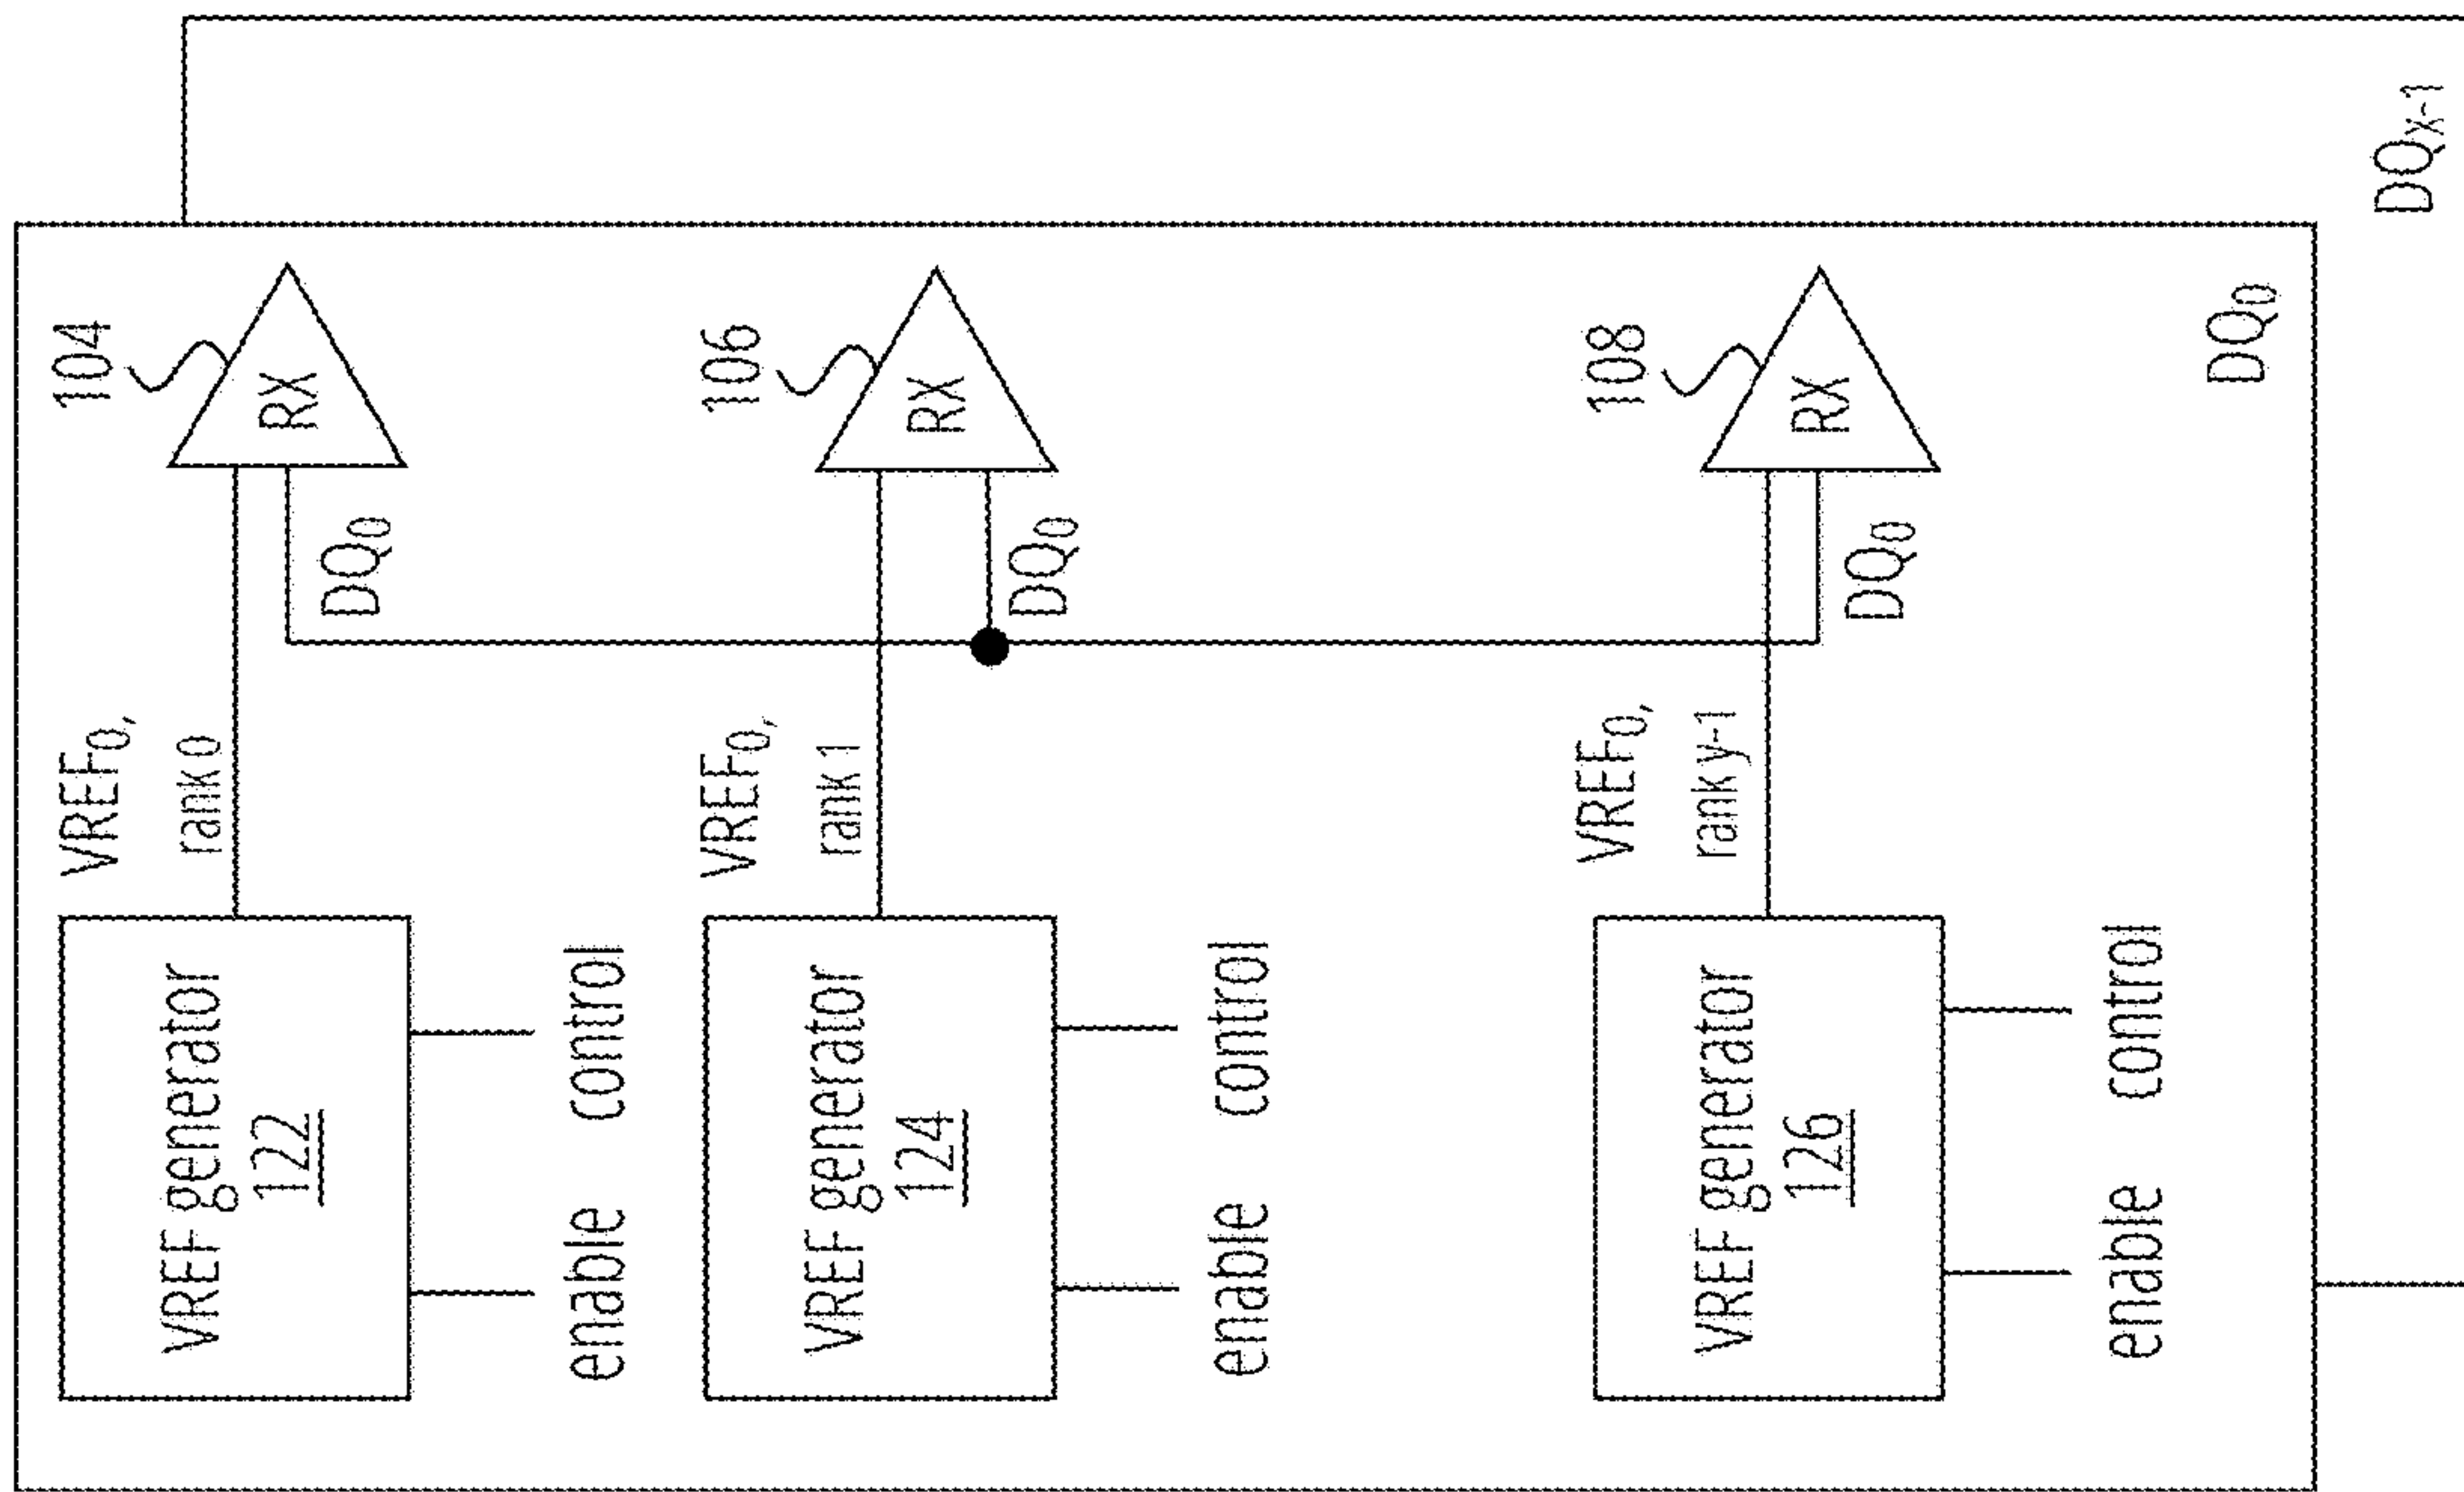 VREF generator
122
enable
control
VREF0,
rank 0
DQ0
RX
104
VREF generator
124
enable
control
VREF0,
rank 1
DQ0
RX
106
VREF generator
126
enable
control
VREF0,
rank y-1
DQ0
RX
108
DQ0
DQx-1